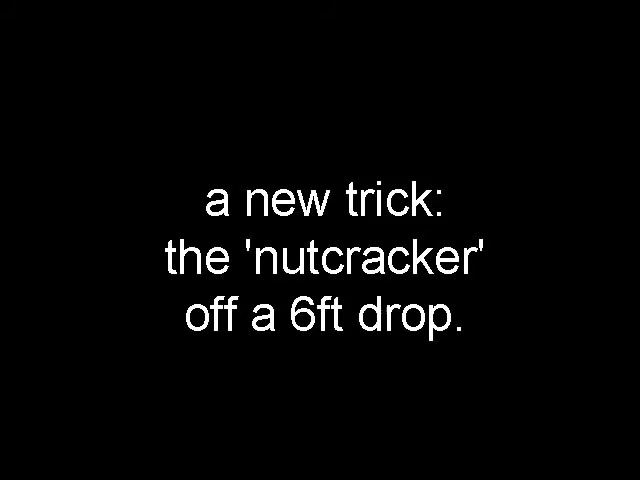 a new trick:
the 'nutcracker'
off a 6ft drop.